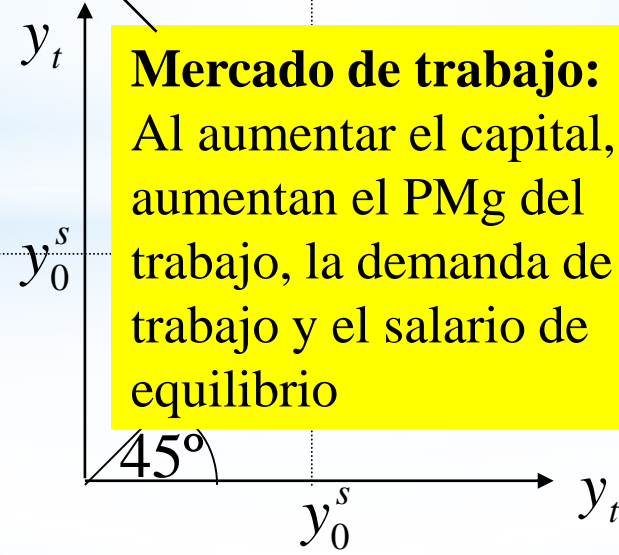 y_t
Mercado de trabajo:
Al aumentar el capital,
aumentan el PMg del
trabajo, la demanda de
trabajo y el salario de
equilibrio
y_0^s
45º
y_0^s
y_t